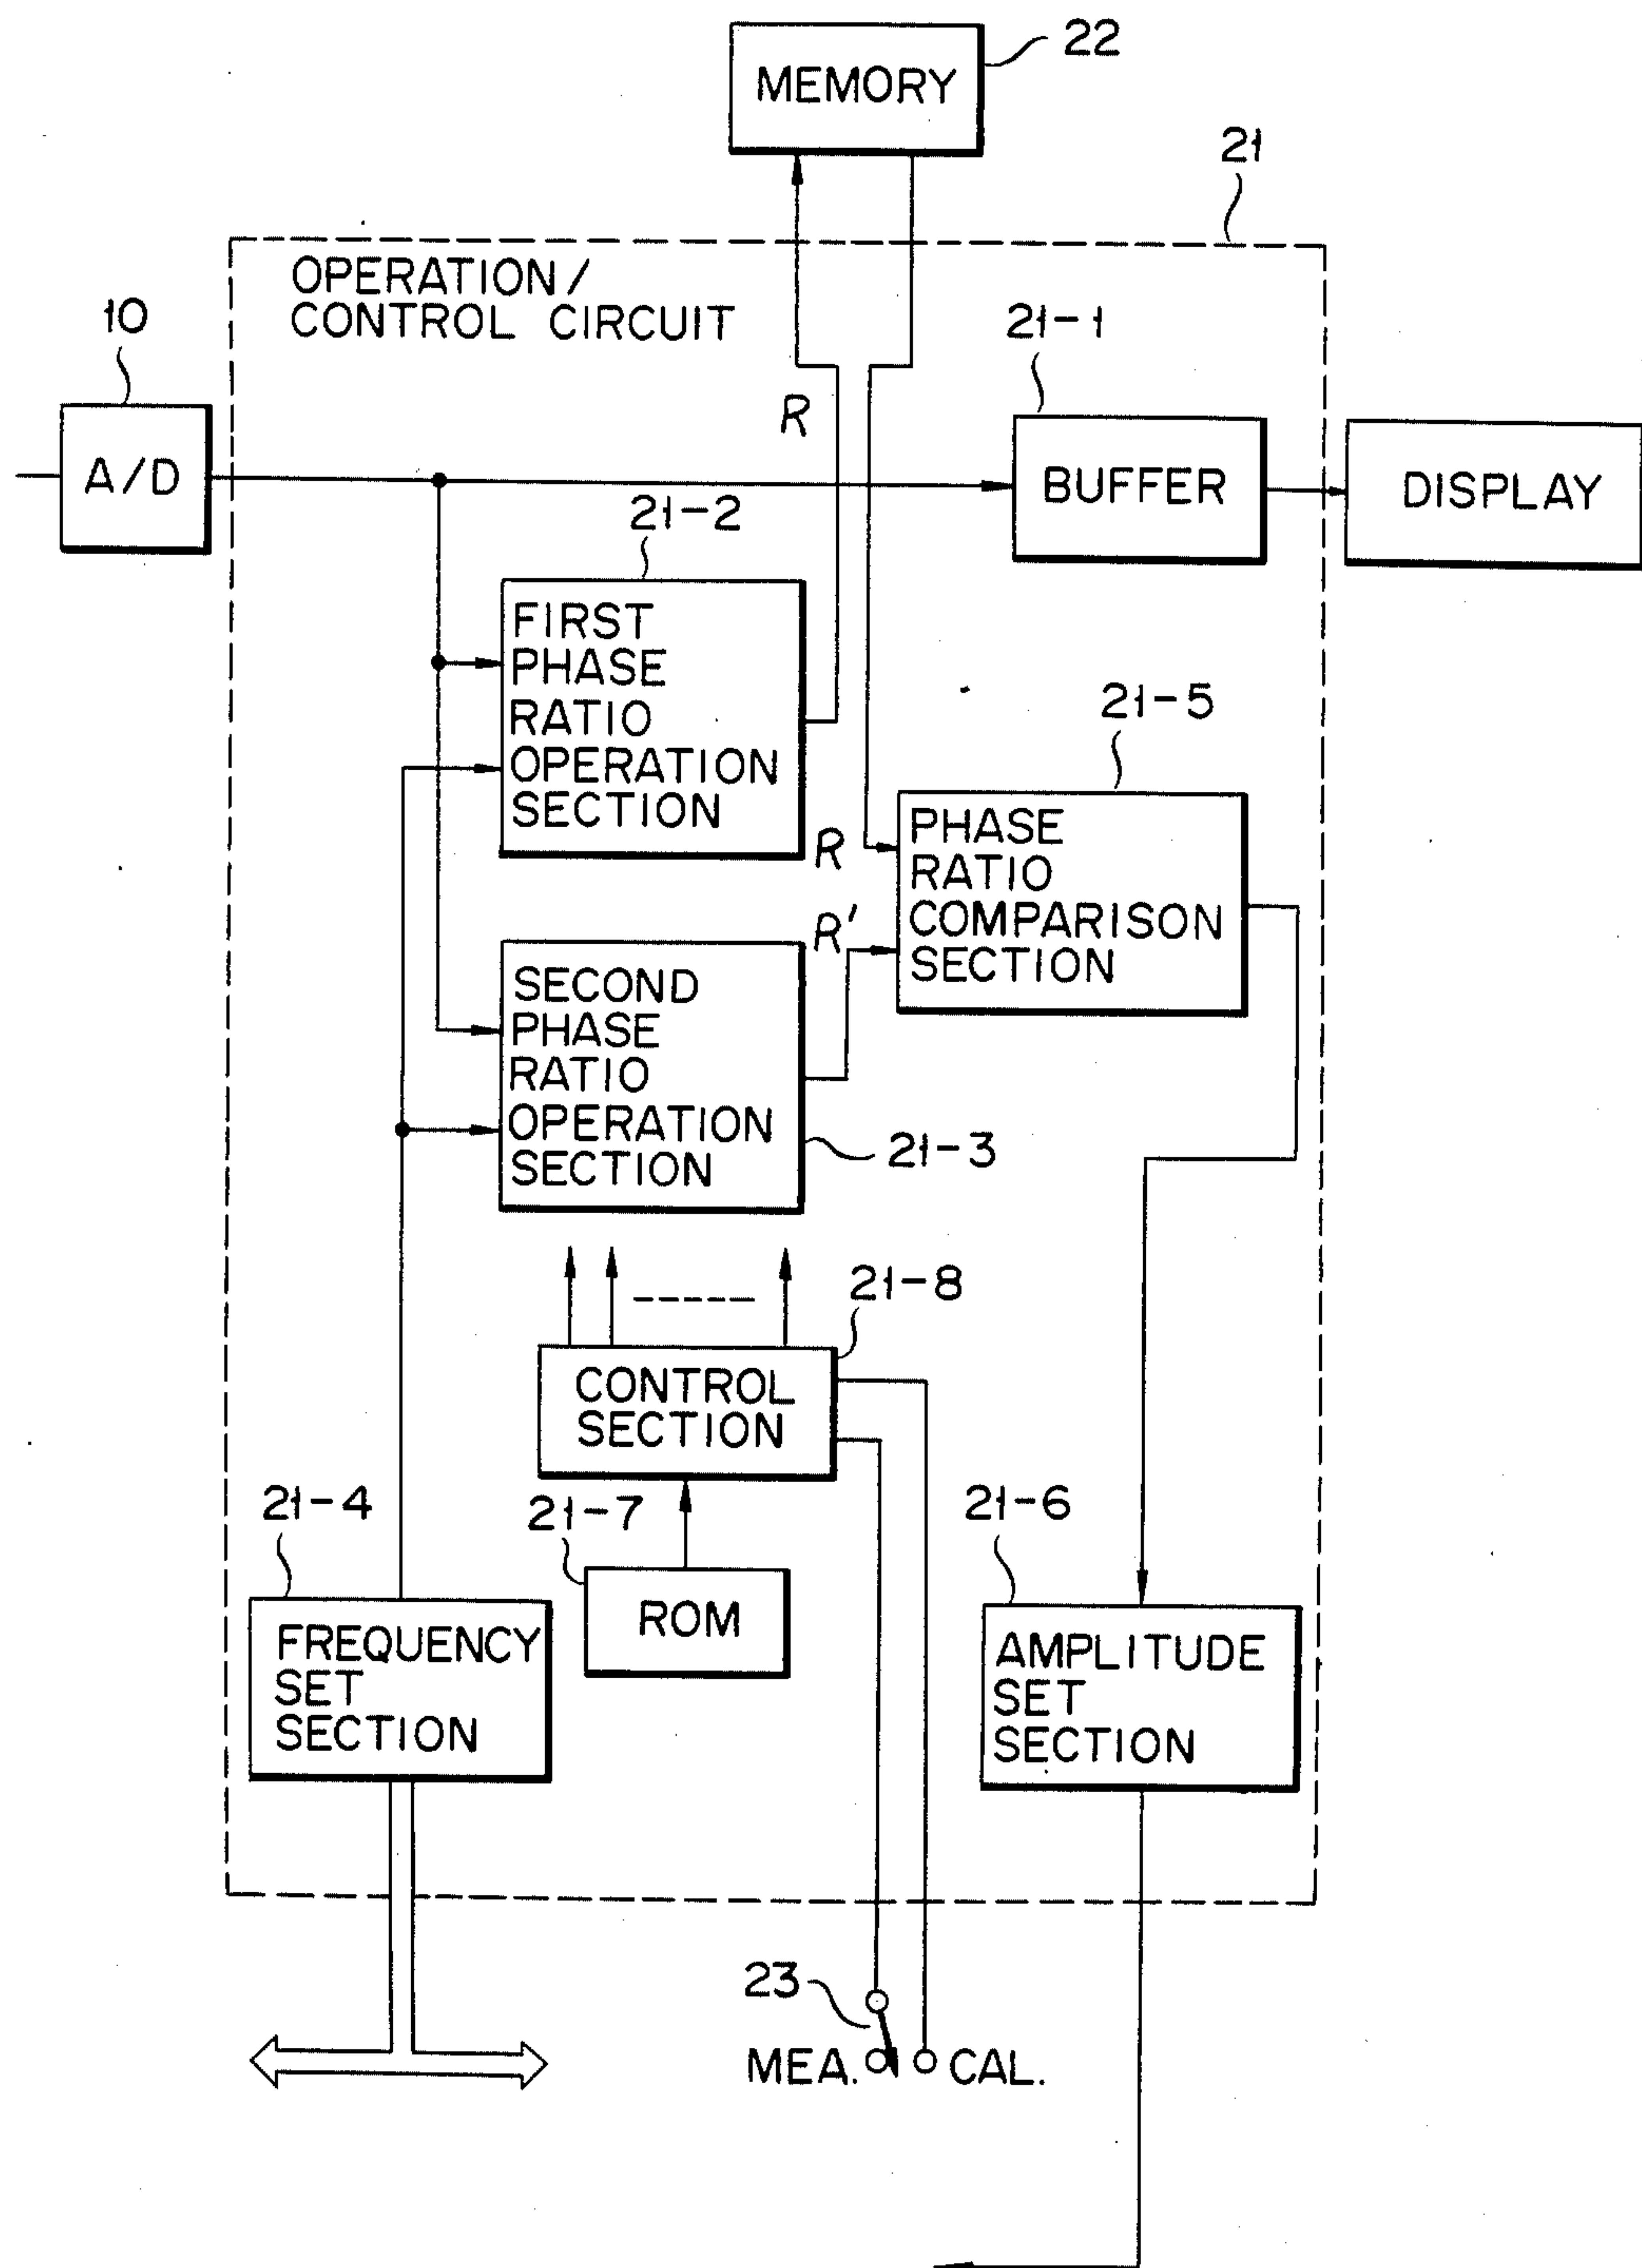 MEMORY
22
21
OPERATION/
CONTROL CIRCUIT
10
21-1
R
A/D
BUFFER
DISPLAY
21-2
FIRST
PHASE
RATIO
OPERATION
SECTION
21-5
R
PHASE
RATIO
COMPARISON
SECTION
R'
SECOND
PHASE
RATIO
OPERATION
SECTION
21-3
21-8
CONTROL
SECTION
21-4
21-7
21-6
ROM
FREQUENCY
SET
SECTION
AMPLITUDE
SET
SECTION
23
MEA.
CAL.